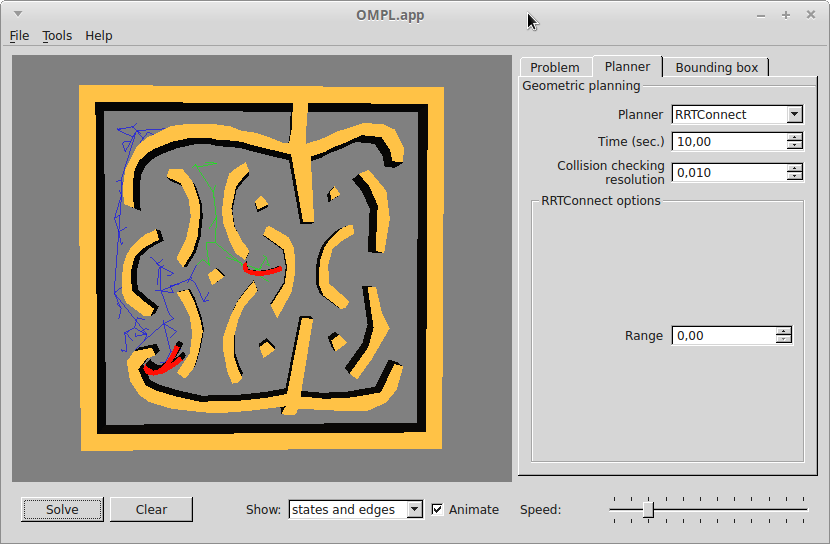 OMPL.app
File Tools Help
Problem Planner Bounding box
Geometric planning
Planner RRTConnect
Time (sec.) 10,00
Collision checking
resolution 0,010
RRTConnect options
Range 0,00
Solve Clear Show: states and edges Animate Speed: